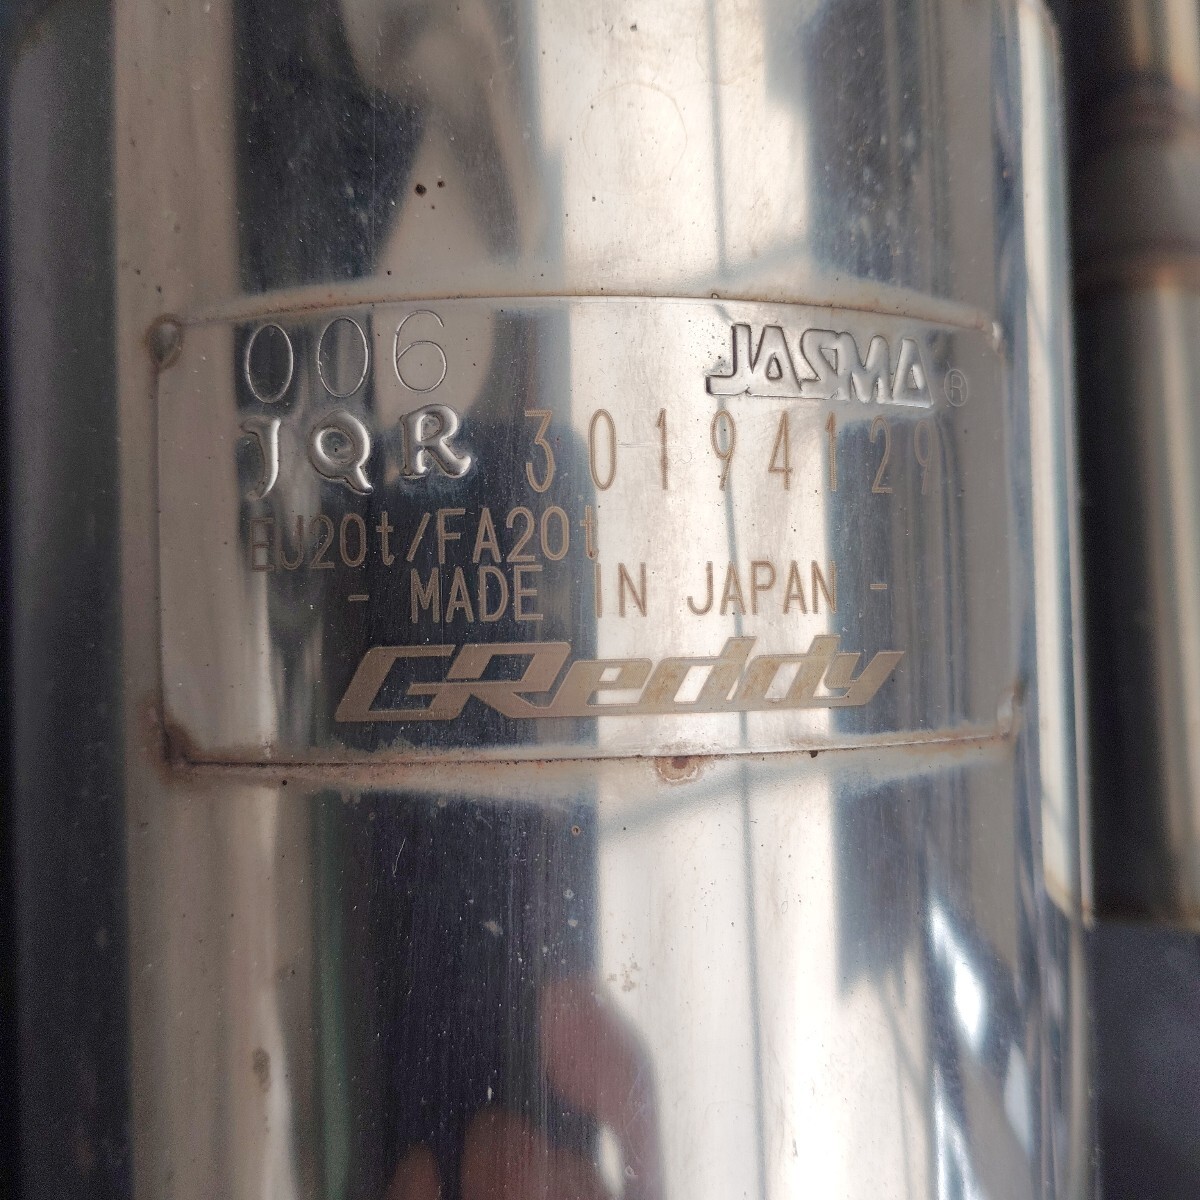 006 JASMA ®
JQR 30194129
EJ20t/FA20t
- MADE IN JAPAN -
GReddy